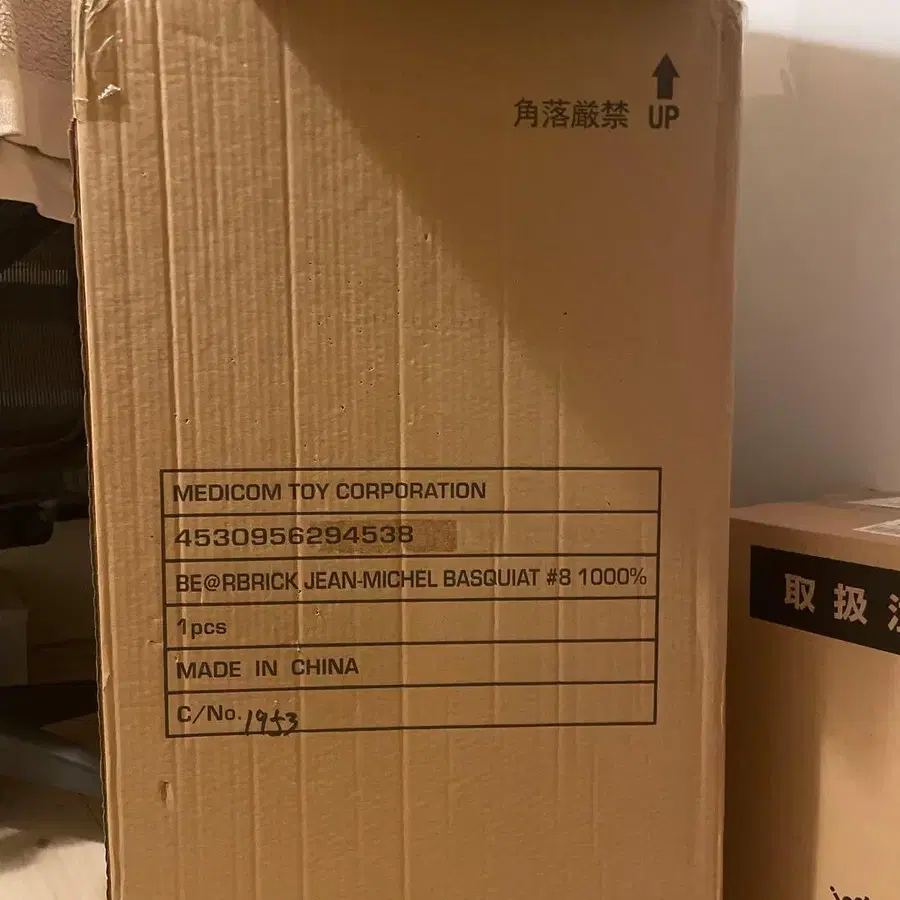 角落厳禁 UP
MEDICOM TOY CORPORATION
4530956294538
BE@RBRICK JEAN-MICHEL BASQUIAT #8 1000%
1pcs
MADE IN CHINA
C/No. 1953
取扱